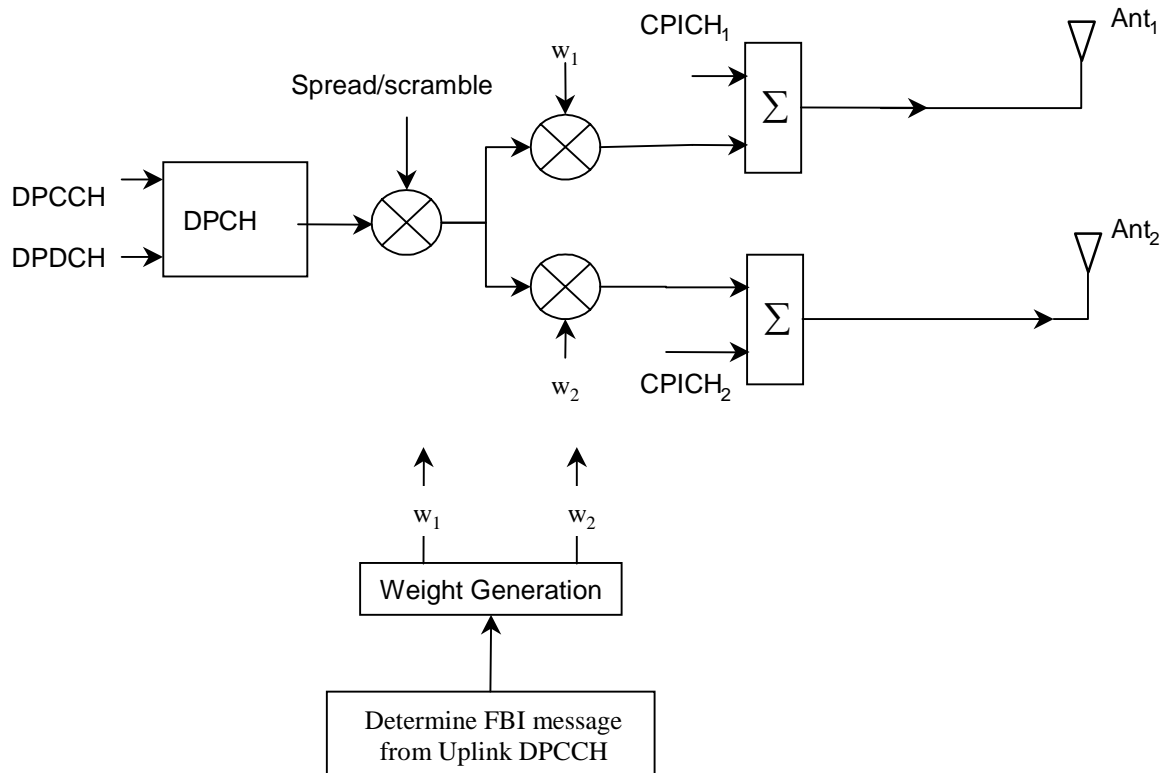 Ant₁
CPICH₁
w₁
Spread/scramble
Σ
DPCCH
DPCH
DPDCH
Ant₂
Σ
w₂
CPICH₂
w₁
w₂
Weight Generation
Determine FBI message
from Uplink DPCCH